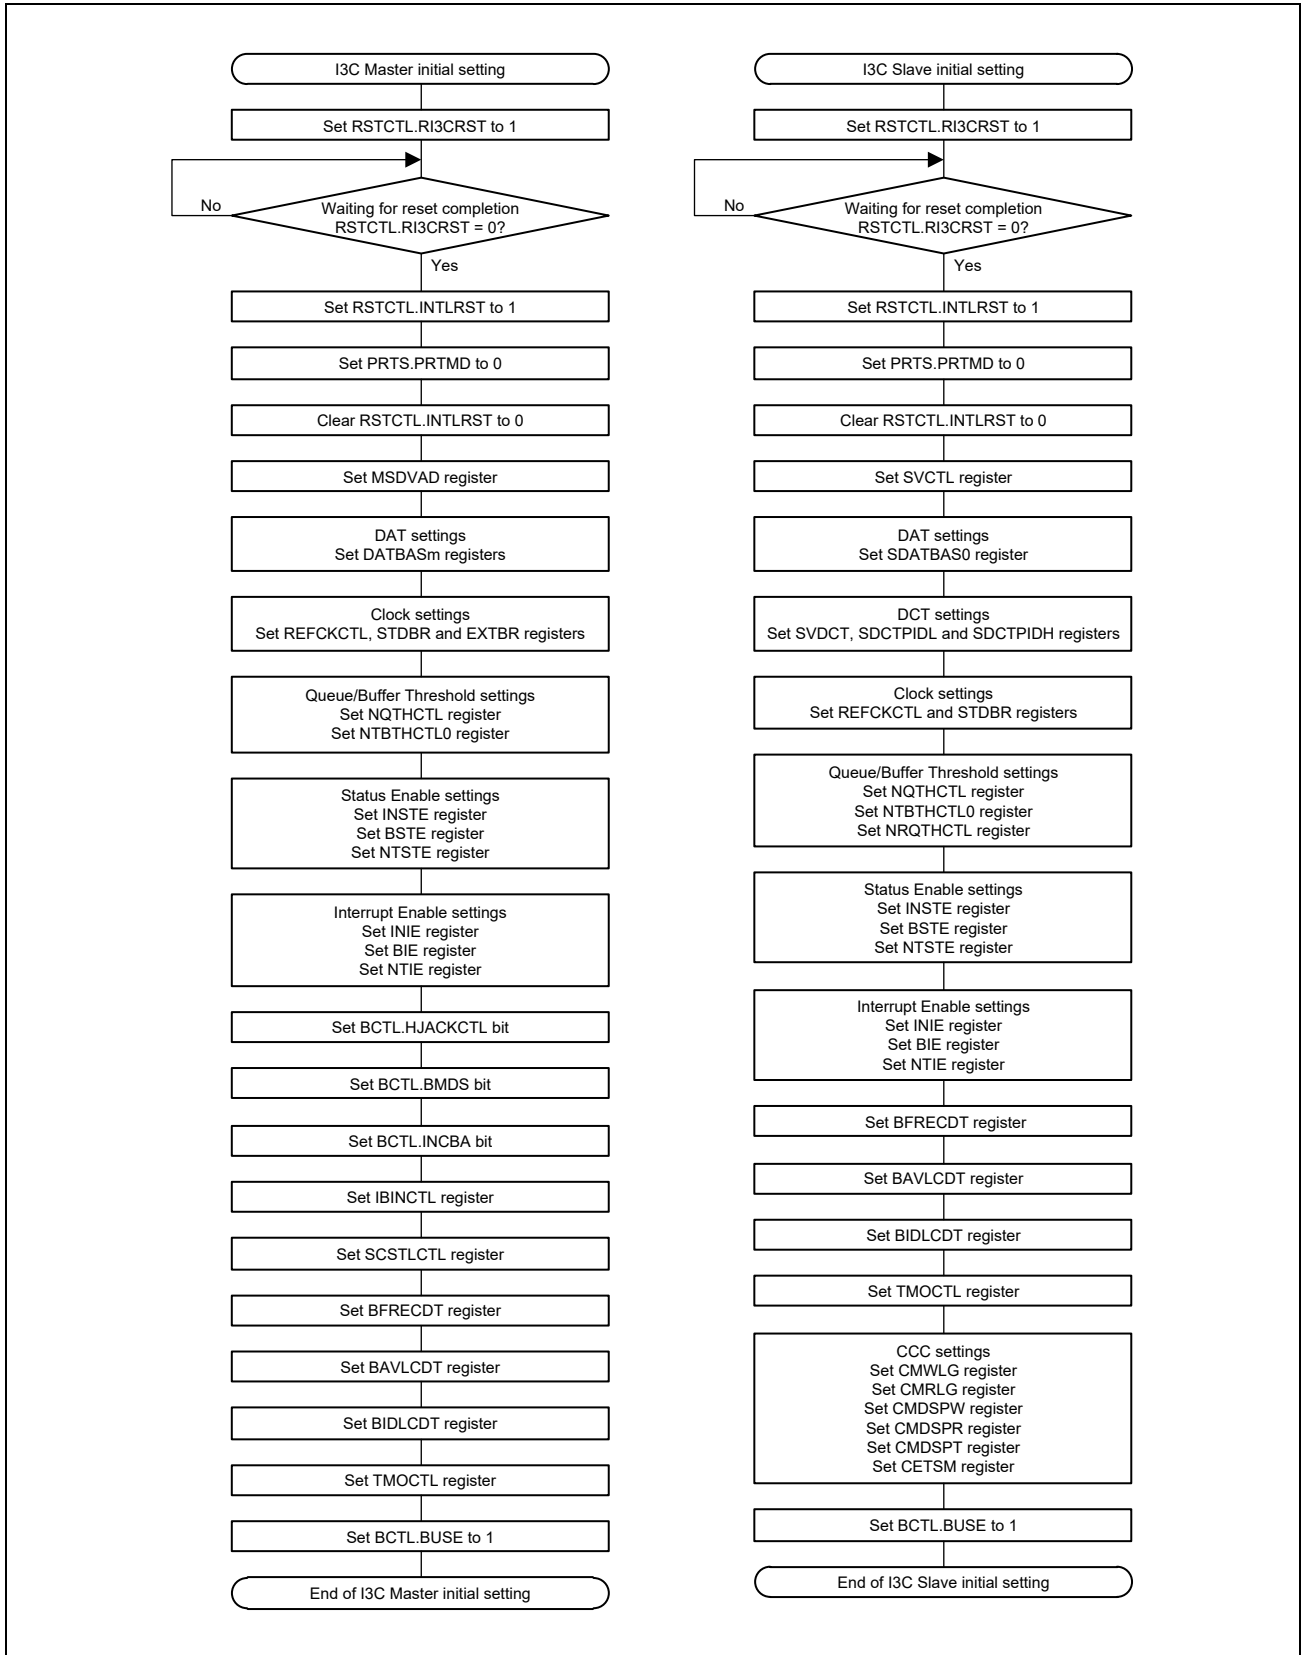 I3C Master initial setting
Set RSTCTL.RI3CRST to 1
No
Waiting for reset completion
RSTCTL.RI3CRST = 0?
Yes
Set RSTCTL.INTLRST to 1
Set PRTS.PRTMD to 0
Clear RSTCTL.INTLRST to 0
Set MSDVAD register
DAT settings
Set DATBASm registers
Clock settings
Set REFCKCTL, STDBR and EXTBR registers
Queue/Buffer Threshold settings
Set NQTHCTL register
Set NTBTHCTL0 register
Status Enable settings
Set INSTE register
Set BSTE register
Set NTSTE register
Interrupt Enable settings
Set INIE register
Set BIE register
Set NTIE register
Set BCTL.HJACKCTL bit
Set BCTL.BMDS bit
Set BCTL.INCBA bit
Set IBINCTL register
Set SCSTLCTL register
Set BFRECDT register
Set BAVLCDT register
Set BIDLCDT register
Set TMOCTL register
Set BCTL.BUSE to 1
End of I3C Master initial setting
I3C Slave initial setting
Set RSTCTL.RI3CRST to 1
No
Waiting for reset completion
RSTCTL.RI3CRST = 0?
Yes
Set RSTCTL.INTLRST to 1
Set PRTS.PRTMD to 0
Clear RSTCTL.INTLRST to 0
Set SVCTL register
DAT settings
Set SDATBAS0 register
DCT settings
Set SVDCT, SDCTPIDL and SDCTPIDH registers
Clock settings
Set REFCKCTL and STDBR registers
Queue/Buffer Threshold settings
Set NQTHCTL register
Set NTBTHCTL0 register
Set NRQTHCTL register
Status Enable settings
Set INSTE register
Set BSTE register
Set NTSTE register
Interrupt Enable settings
Set INIE register
Set BIE register
Set NTIE register
Set BFRECDT register
Set BAVLCDT register
Set BIDLCDT register
Set TMOCTL register
CCC settings
Set CMWLG register
Set CMRLG register
Set CMDSPW register
Set CMDSPR register
Set CMDSPT register
Set CETSM register
Set BCTL.BUSE to 1
End of I3C Slave initial setting